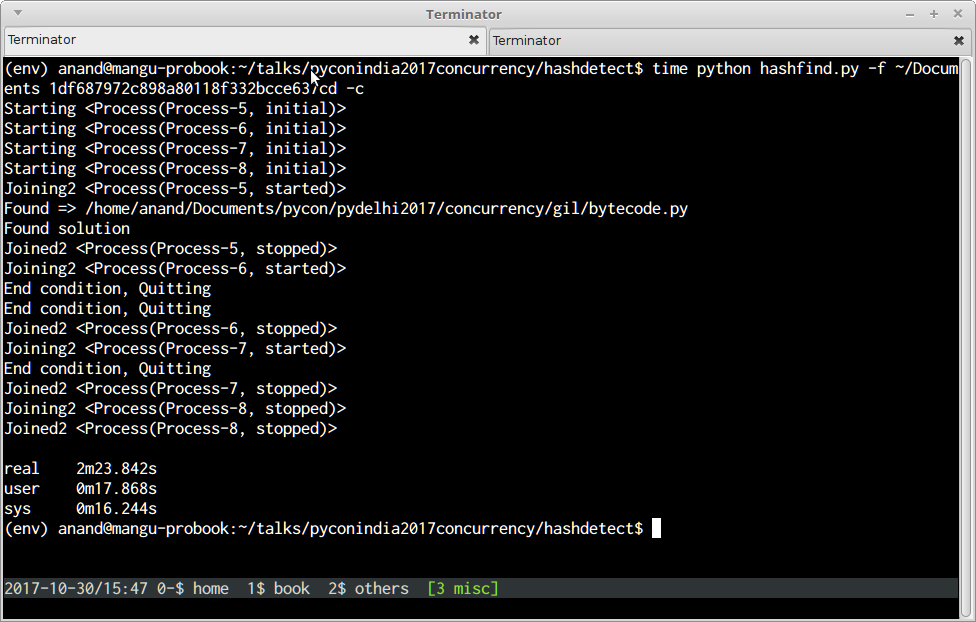 Terminator
Terminator
Terminator
(env) anand@mangu-probook:~/talks/pyconindia2017concurrency/hashdetect$ time python hashfind.py -f ~/Docum
ents 1df687972c898a80118f332bcce637cd -c
Starting <Process(Process-5, initial)>
Starting <Process(Process-6, initial)>
Starting <Process(Process-7, initial)>
Starting <Process(Process-8, initial)>
Joining2 <Process(Process-5, started)>
Found => /home/anand/Documents/pycon/pydelhi2017/concurrency/gil/bytecode.py
Found solution
Joined2 <Process(Process-5, stopped)>
Joining2 <Process(Process-6, started)>
End condition, Quitting
End condition, Quitting
Joined2 <Process(Process-6, stopped)>
Joining2 <Process(Process-7, started)>
End condition, Quitting
Joined2 <Process(Process-7, stopped)>
Joining2 <Process(Process-8, stopped)>
Joined2 <Process(Process-8, stopped)>
real 2m23.842s
user 0m17.868s
sys 0m16.244s
(env) anand@mangu-probook:~/talks/pyconindia2017concurrency/hashdetect$
2017-10-30/15:47 0-$ home 1$ book 2$ others [3 misc]